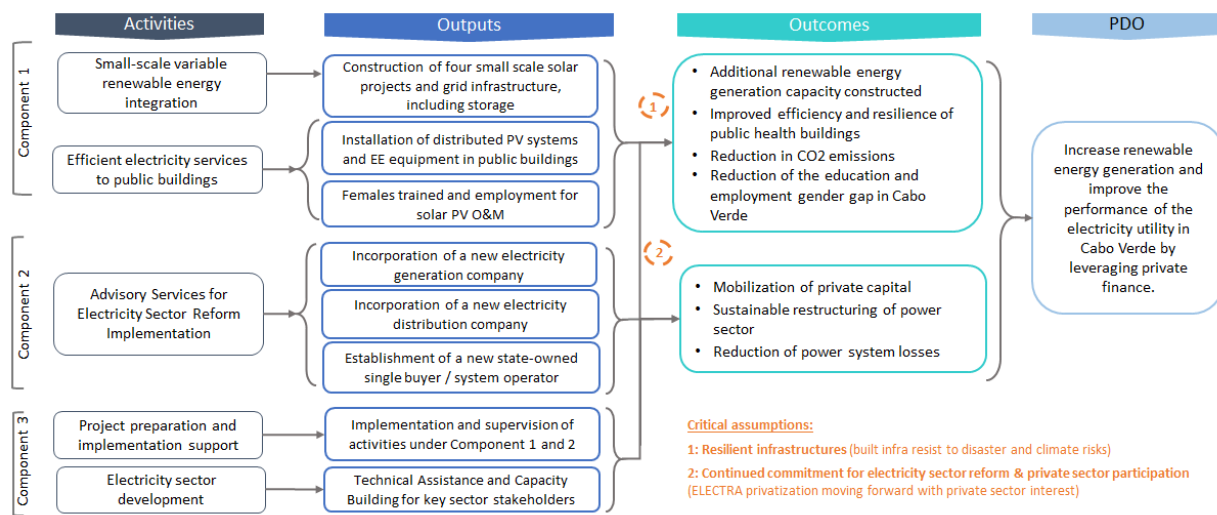 Activities
Outputs
Outcomes
PDO
Component 1
Small-scale variable
renewable energy
integration
Efficient electricity services
to public buildings
Construction of four small scale solar
projects and grid infrastructure,
including storage
Installation of distributed PV systems
and EE equipment in public buildings
Females trained and employment for
solar PV O&M
1
• Additional renewable energy
generation capacity constructed
• Improved efficiency and resilience of
public health buildings
• Reduction in CO2 emissions
• Reduction of the education and
employment gender gap in Cabo
Verde
Increase renewable
energy generation and
improve the
performance of the
electricity utility in
Cabo Verde by
leveraging private
finance.
Component 2
Advisory Services for
Electricity Sector Reform
Implementation
Incorporation of a new electricity
generation company
Incorporation of a new electricity
distribution company
Establishment of a new state-owned
single buyer / system operator
2
• Mobilization of private capital
• Sustainable restructuring of power
sector
• Reduction of power system losses
Component 3
Project preparation and
implementation support
Electricity sector
development
Implementation and supervision of
activities under Component 1 and 2
Technical Assistance and Capacity
Building for key sector stakeholders
Critical assumptions:
1: Resilient infrastructures (built infra resist to disaster and climate risks)
2: Continued commitment for electricity sector reform & private sector participation
(ELECTRA privatization moving forward with private sector interest)